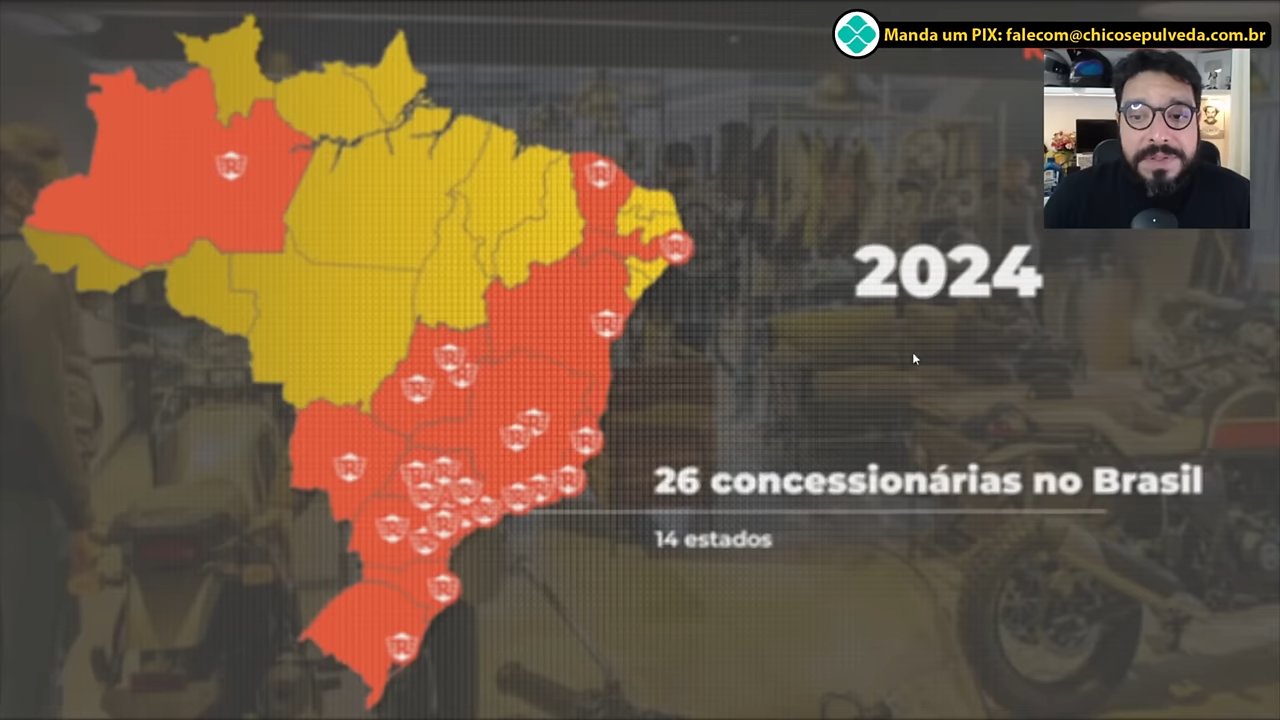 Manda um PIX: falecom@chicosepulveda.com.br
2024
26 concessionárias no Brasil
14 estados